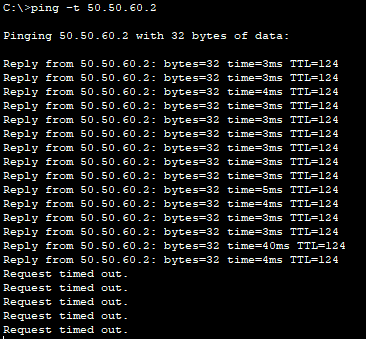 C:\>ping -t 50.50.60.2
Pinging 50.50.60.2 with 32 bytes of data:
Reply from 50.50.60.2: bytes=32 time=3ms TTL=124
Reply from 50.50.60.2: bytes=32 time=3ms TTL=124
Reply from 50.50.60.2: bytes=32 time=4ms TTL=124
Reply from 50.50.60.2: bytes=32 time=3ms TTL=124
Reply from 50.50.60.2: bytes=32 time=3ms TTL=124
Reply from 50.50.60.2: bytes=32 time=3ms TTL=124
Reply from 50.50.60.2: bytes=32 time=3ms TTL=124
Reply from 50.50.60.2: bytes=32 time=3ms TTL=124
Reply from 50.50.60.2: bytes=32 time=3ms TTL=124
Reply from 50.50.60.2: bytes=32 time=5ms TTL=124
Reply from 50.50.60.2: bytes=32 time=4ms TTL=124
Reply from 50.50.60.2: bytes=32 time=3ms TTL=124
Reply from 50.50.60.2: bytes=32 time=3ms TTL=124
Reply from 50.50.60.2: bytes=32 time=40ms TTL=124
Reply from 50.50.60.2: bytes=32 time=4ms TTL=124
Request timed out.
Request timed out.
Request timed out.
Request timed out.
Request timed out.